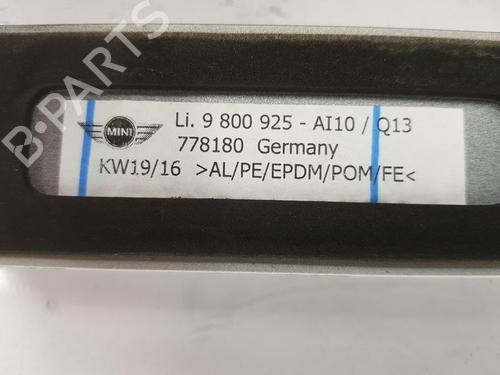 B-PARTS
MINI
Li. 9 800 925 - AI10 / Q13
778180 Germany
KW19/16 >AL/PE/EPDM/POM/FE<